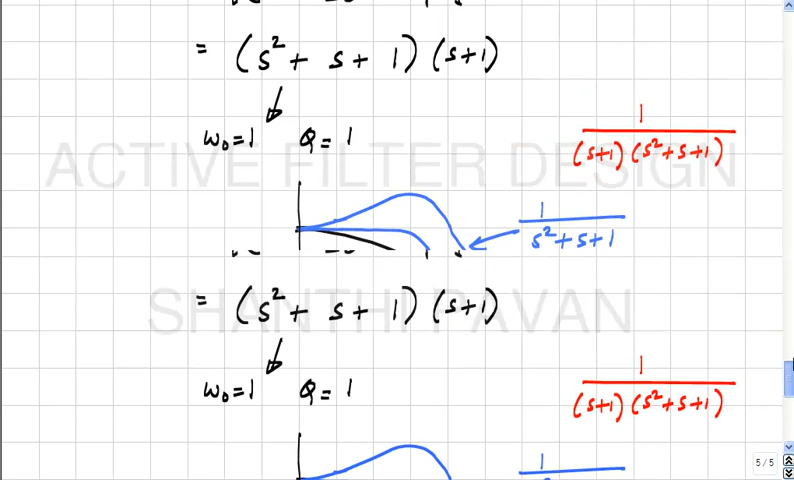 = (s² + s + 1) (s+1)
ω₀=1 Q = 1
1
(s+1) (s²+s+1)
ACTIVE FILTER DESIGN
1
s²+s+1
= (s² + s + 1) (s+1)
SHANTHI PAVAN
ω₀=1 Q = 1
1
(s+1) (s²+s+1)
1
5/5